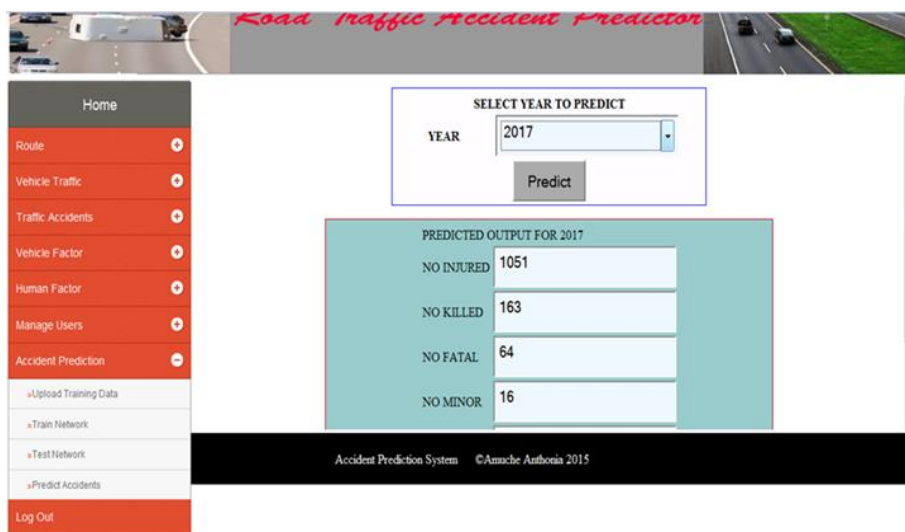 Road Traffic Accident Predictor
Home
Route
Vehicle Traffic
Traffic Accidents
Vehicle Factor
Human Factor
Manage Users
Accident Prediction
»Upload Training Data
»Train Network
»Test Network
»Predict Accidents
Log Out
SELECT YEAR TO PREDICT
YEAR 2017
Predict
PREDICTED OUTPUT FOR 2017
NO INJURED 1051
NO KILLED 163
NO FATAL 64
NO MINOR 16
Accident Prediction System ©Amuche Anthonia 2015